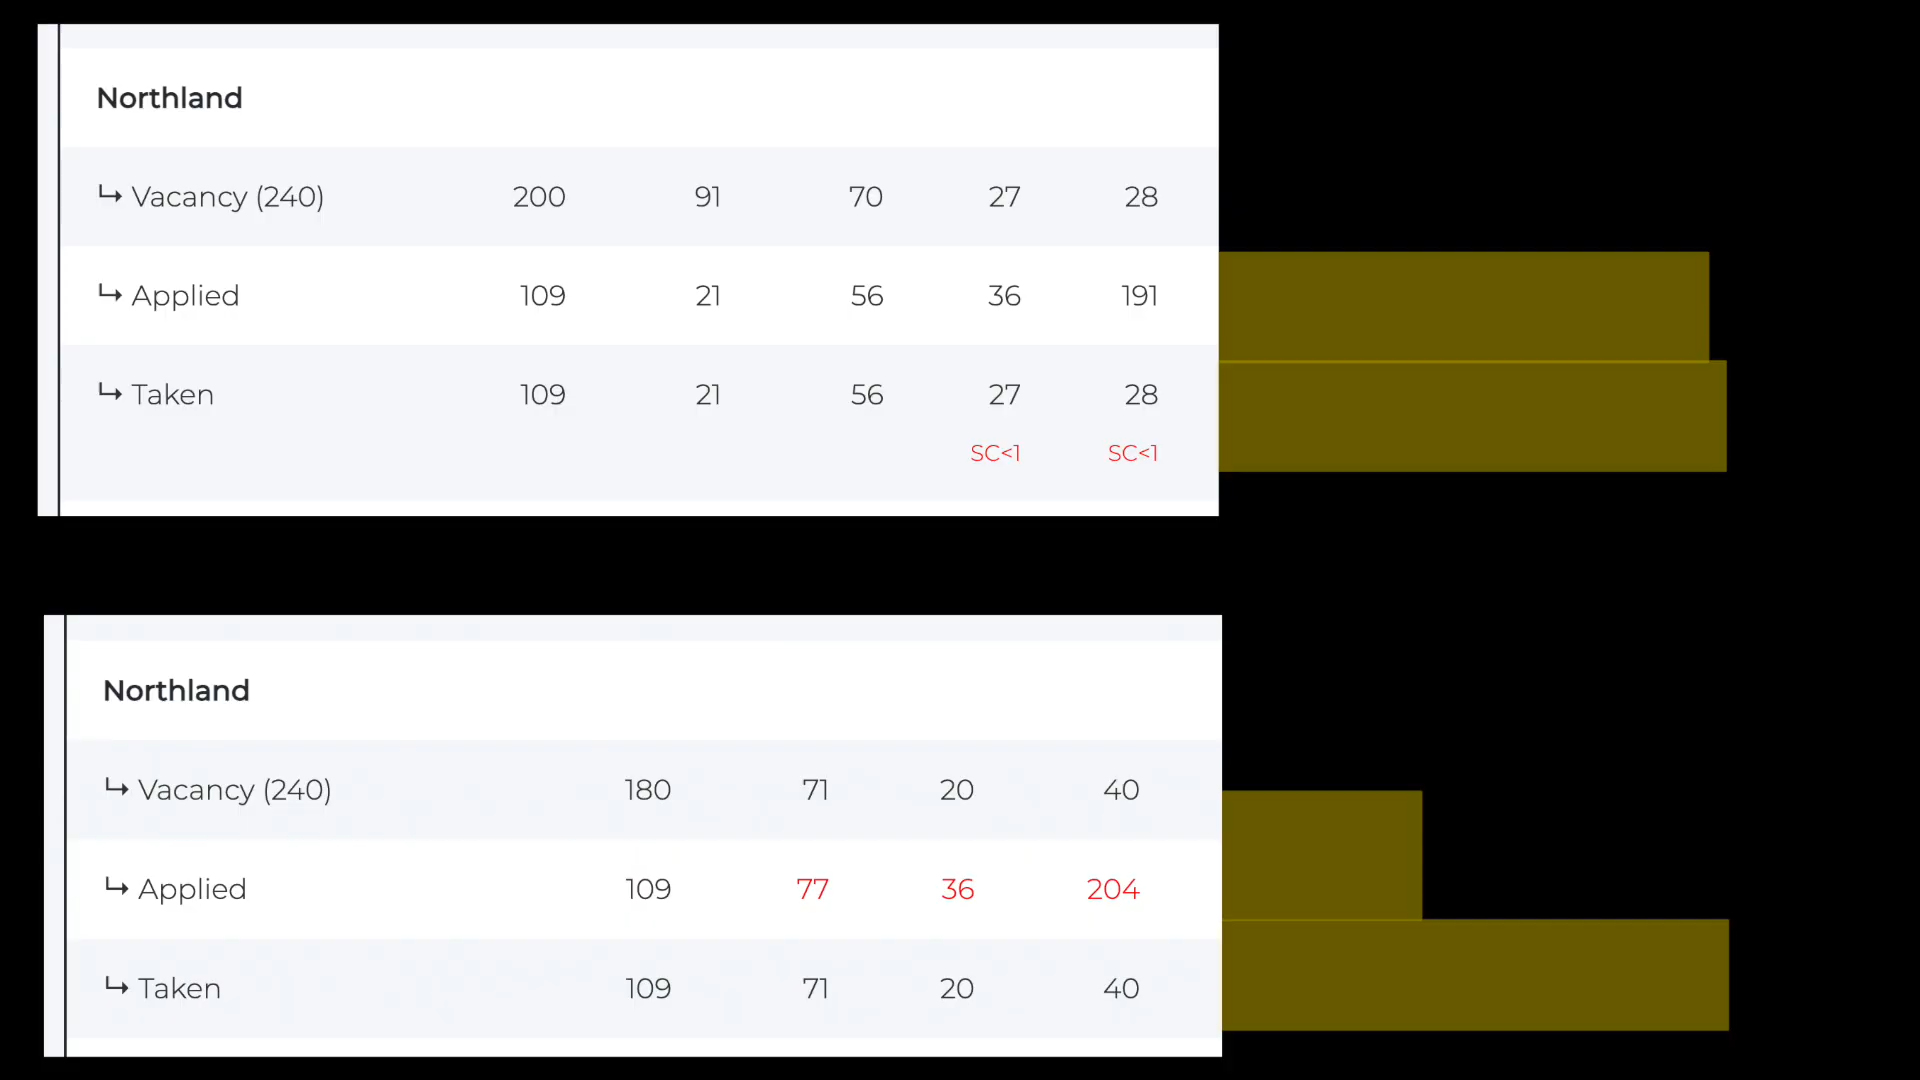 Northland
↳ Vacancy (240) 200 91 70 27 28
↳ Applied 109 21 56 36 191
↳ Taken 109 21 56 27 28
SC<1 SC<1
Northland
↳ Vacancy (240) 180 71 20 40
↳ Applied 109 77 36 204
↳ Taken 109 71 20 40